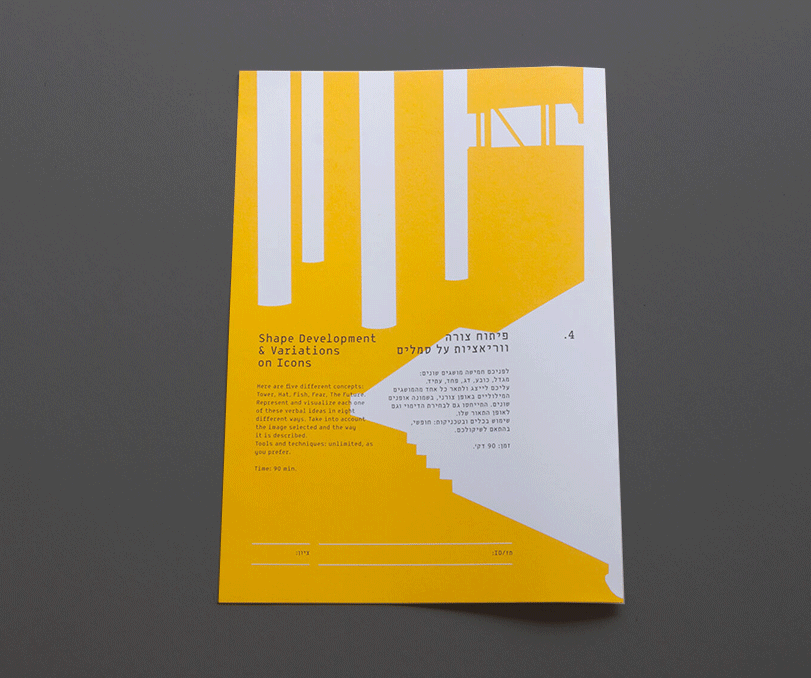 Shape Development
& Variations
on Icons
Here are five different concepts:
Tower, Hat, Fish, Fear, The Future.
Represent and visualize each one
of these verbal ideas in eight
different ways. Take into account
the image selected and the way
it is described.
Tools and techniques: unlimited, as
you prefer.
Time: 90 min.
4.
פיתוח צורה
ווריאציות על סמלים
לפניכם חמישה מושגים שונים:
מגדל, כובע, דג, פחד, עתיד.
עליכם לייצג ולתאר כל אחד מהמושגים
המילוליים באופן צורני, בשמונה אופנים
שונים. התייחסו גם לבחירת הדימוי וגם
לאופן התאור שלו.
שימוש בכלים ובטכניקות: חופשי,
בהתאם לשיקולכם.
זמן: 90 דק׳.
תז/ID:
ציון: